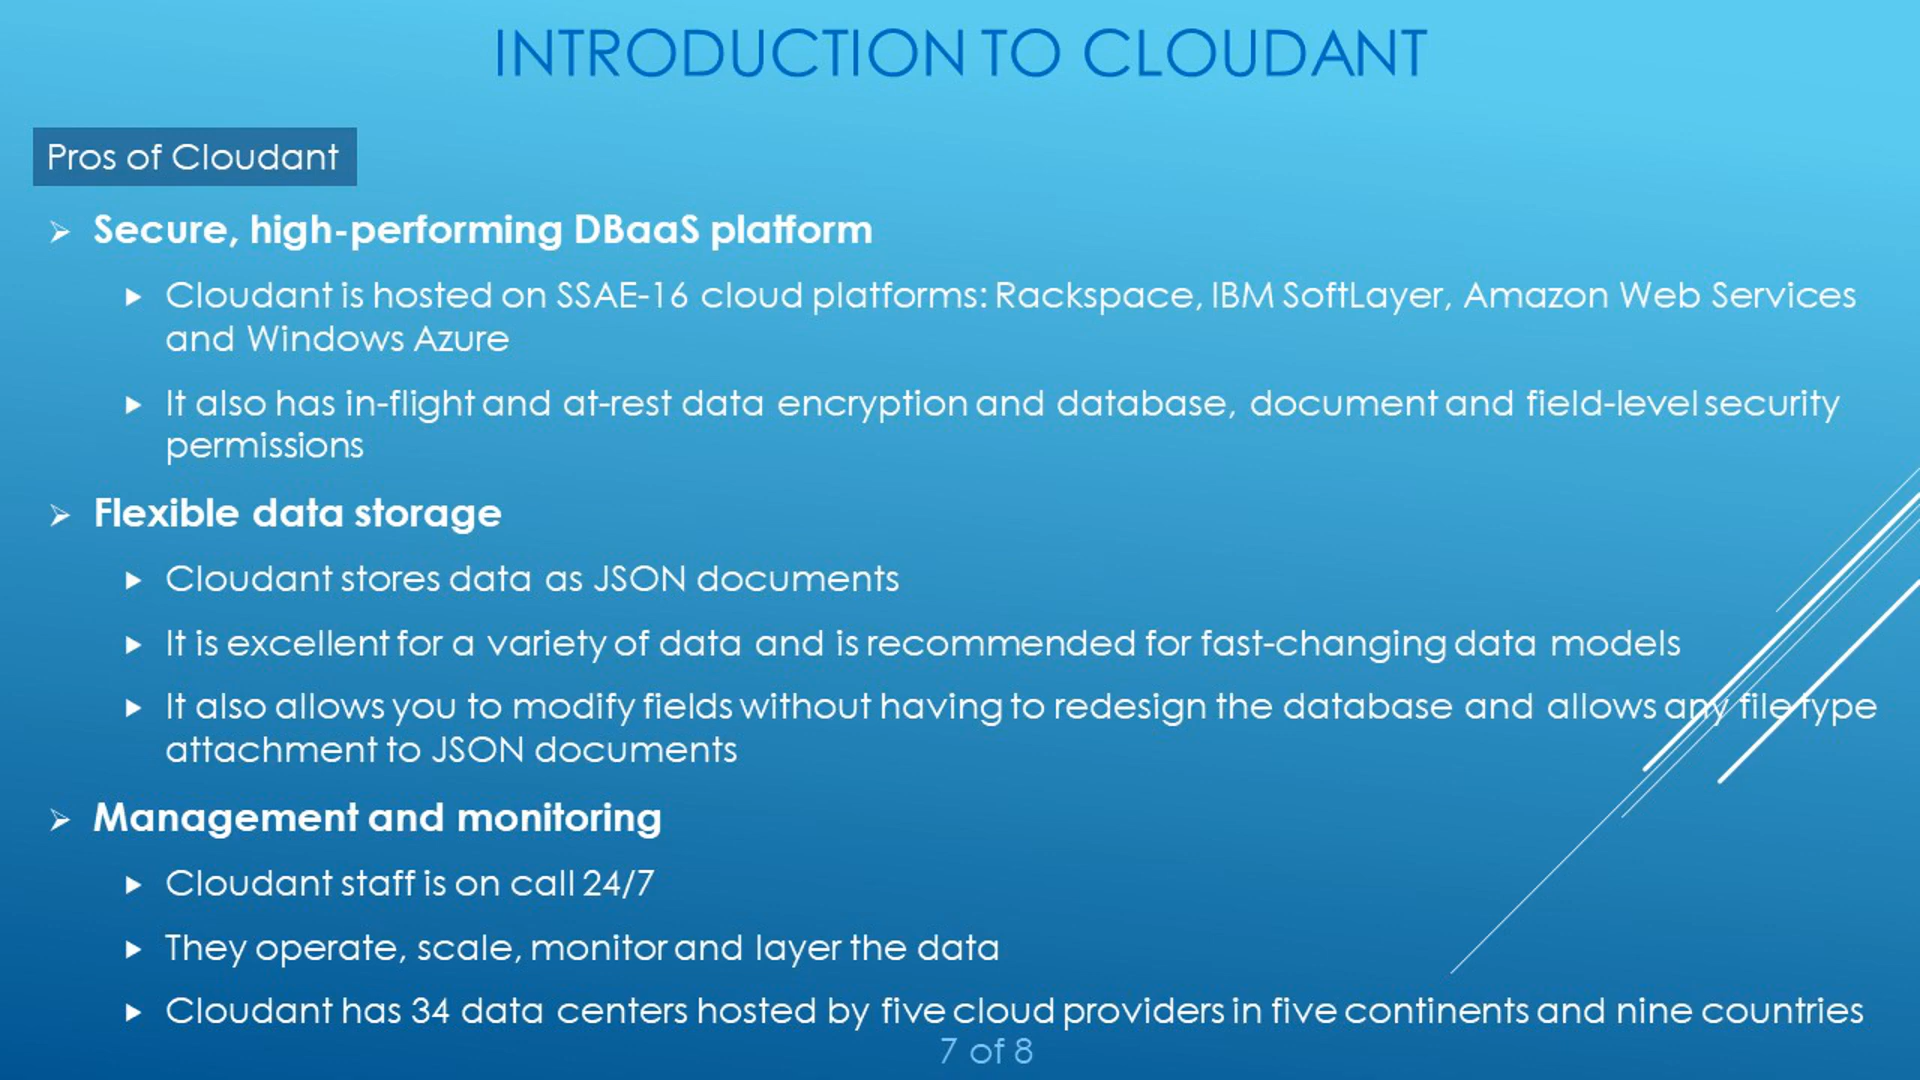 INTRODUCTION TO CLOUDANT
Pros of Cloudant
Secure, high-performing DBaaS platform
Cloudant is hosted on SSAE-16 cloud platforms: Rackspace, IBM SoftLayer, Amazon Web Services
and Windows Azure
It also has in-flight and at-rest data encryption and database, document and field-level security
permissions
Flexible data storage
Cloudant stores data as JSON documents
It is excellent for a variety of data and is recommended for fast-changing data models
It also allows you to modify fields without having to redesign the database and allows any file type
attachment to JSON documents
Management and monitoring
Cloudant staff is on call 24/7
They operate, scale, monitor and layer the data
Cloudant has 34 data centers hosted by five cloud providers in five continents and nine countries
7 of 8